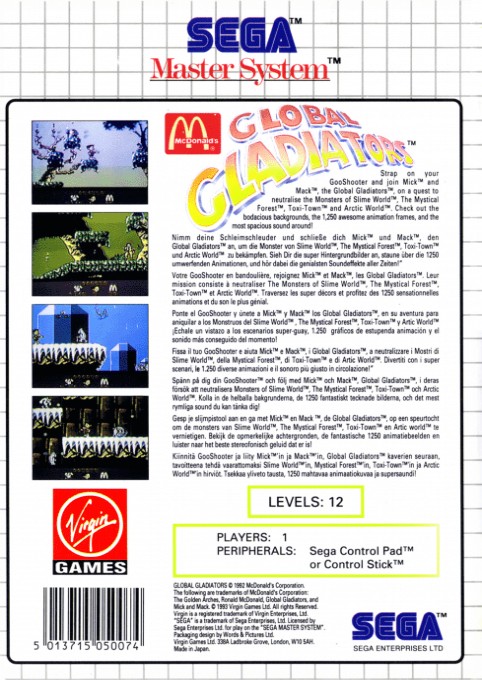 SEGA™
Master System™
McDonald's
GLOBAL
GLADIATORS™
Strap on your
GooShooter and join Mick™ and
Mack™, the Global Gladiators™, on a quest to
neutralise the Monsters of Slime World™, The Mystical
Forest™, Toxi-Town™ and Arctic World™. Check out the
bodacious backgrounds, the 1,250 awesome animation frames, and the
most spacious sound around!
Nimm deine Schleimschleuder und schließe dich Mick™ und Mack™, den
Global Gladiators™ an, um die Monster von Slime World™, The Mystical Forest™, Toxi-Town™
und Arctic World™ zu bekämpfen. Sieh Dir die super Hintergrundbilder an, staune über die 1250
umwerfenden Animationen, und hör dabei die genialsten Soundeffekte aller Zeiten!"
Votre GooShooter en bandoulière, rejoignez Mick™ et Mack™, les Global Gladiators™. Leur
mission consiste à neutraliser The Monsters of Slime World™, The Mystical Forest™,
Toxi-Town™ et Arctic World™. Traversez les super décors et profitez des 1250 sensationnelles
animations et du son le plus génial.
Ponte el GooShooter y únete a Mick™ y Mack™ los Global Gladiators™, en su aventura para
aniquilar a los Monstruos del Slime World™, The Mystical Forest™, Toxi-Town™ y Artic World™
¡Echale un vistazo a los escenarios super-guay, 1.250 gráficos de estupenda animación y el
sonido más conseguido del momento!
Fissa il tuo GooShooter e aiuta Mick™ e Mack™, i Global Gladiators™, a neutralizzare i Mostri di
Slime World™, della Mystical Forest™, di Toxi-Town™ e di Artic World™. Divertiti con i super
scenari, le 1.250 diverse animazioni e il sonoro più giusto in circolazione!"
Spänn på dig din GooShooter™ och följ med Mick™ och Mack™, Global Gladiators™, i deras
försök att neutralisera Monsters of Slime World™, The Mystical Forest™, Toxi-Town™ och Arctic
World™. Kolla in de helballa bakgrunderna, de 1250 fantastiskt tecknade bilderna, och det mest
rymliga sound du kan tänka dig!
Gesp je slijmpistool aan en ga met Mick™ en Mack™, de Global Gladiators™, op een speurtocht
om de monsters van Slime World™, The Mystical Forest™, Toxi-Town™ en Artic world™ te
vernietigen. Bekijk de opmerkelijke achtergronden, de fantastische 1250 animatiebeelden en
luister naar het beste stereofonisch geluid dat er is!
Kiinnitä GooShooter ja liity Mick™'in ja Mack™'in, Global Gladiators™ kaverien seuraan,
tavoitteena tehdä vaarattomaksi Slime World™'in, Mystical Forest™'in, Toxi-Town™'in ja Arctic
World™'in hirviöt. Tsekkaa yliveto tausta, 1250 mahtavaa animaatiokuvaa ja supersaundi!
LEVELS: 12
PLAYERS: 1
PERIPHERALS: Sega Control Pad™
or Control Stick™
Virgin
GAMES
GLOBAL GLADIATORS © 1992 McDonald's Corporation.
The following are trademarks of McDonald's Corporation:
The Golden Arches, Ronald McDonald, Global Gladiators, and
Mick and Mack. © 1993 Virgin Games Ltd. All rights Reserved.
Virgin is a registered trademark of Virgin Enterprises Ltd.
"SEGA" is a trademark of Sega Enterprises, Ltd. Licensed by
Sega Enterprises Ltd. for play on the "SEGA MASTER SYSTEM".
Packaging design by Words & Pictures Ltd.
Virgin Games Ltd. 338A Ladbroke Grove, London, W10 5AH.
Made in Japan.
5 013715 050074
SEGA™
SEGA ENTERPRISES LTD